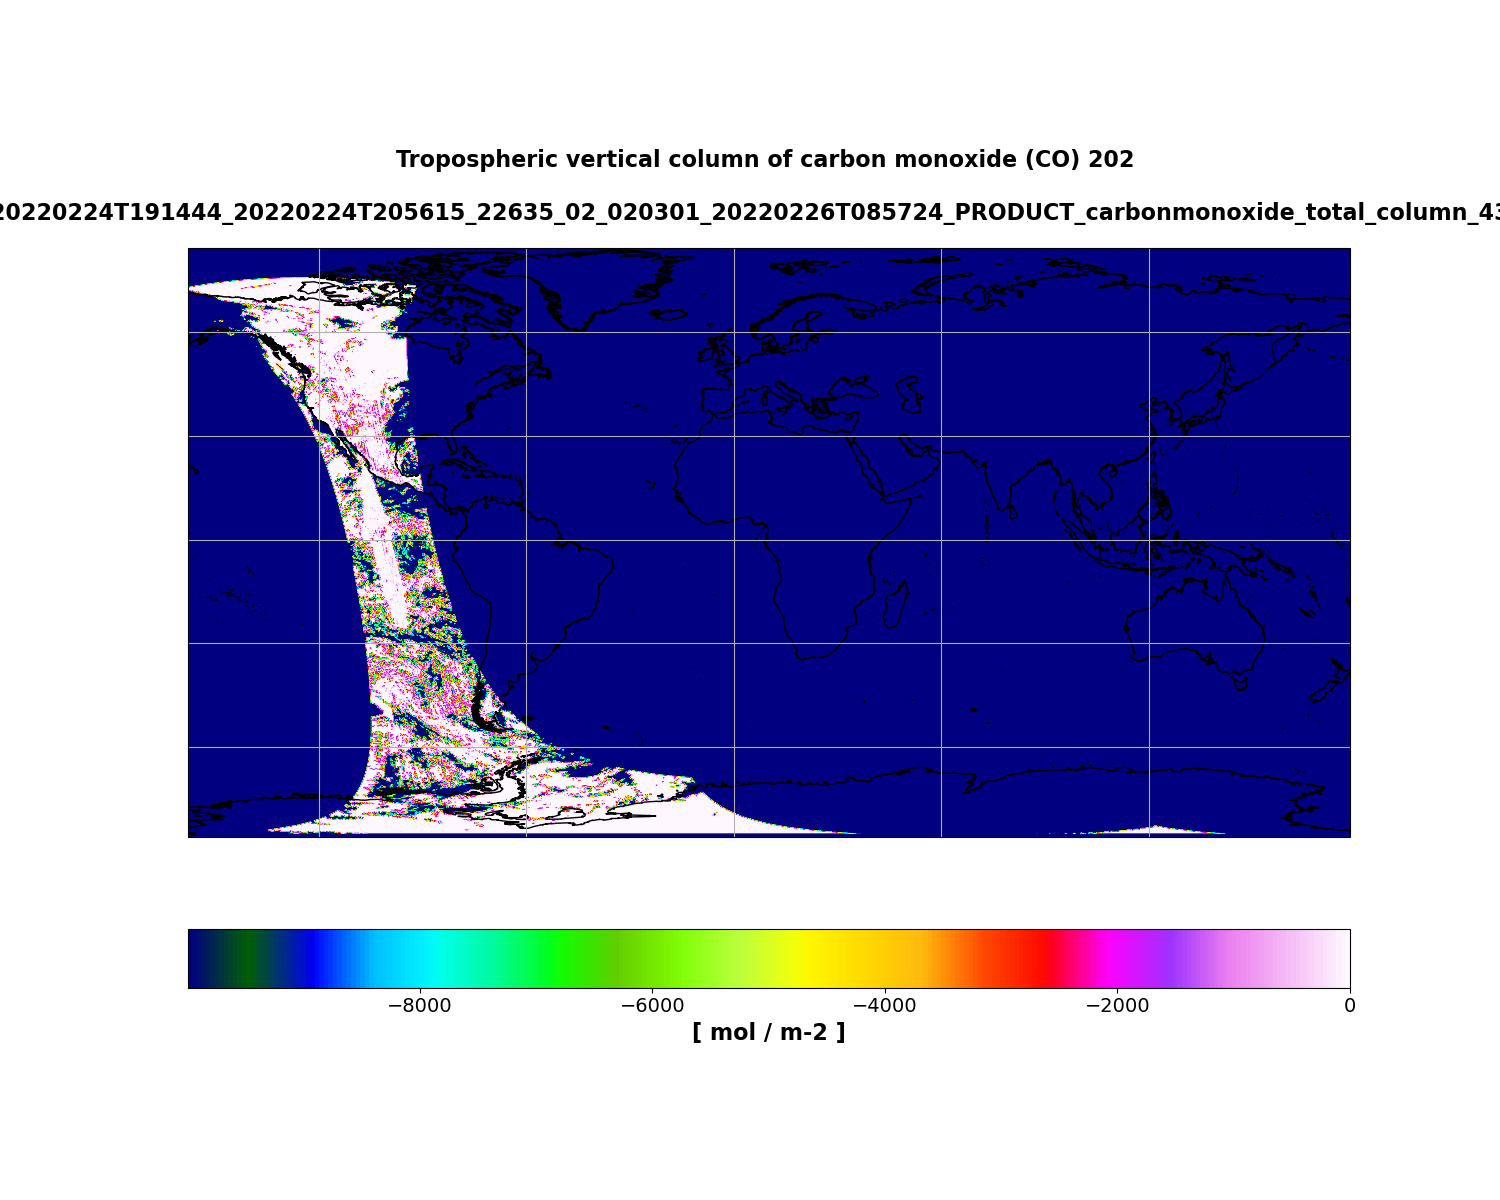 Tropospheric vertical column of carbon monoxide (CO) 202
20220224T191444_20220224T205615_22635_02_020301_20220226T085724_PRODUCT_carbonmonoxide_total_column_43
−8000 −6000 −4000 −2000 0
[ mol / m-2 ]